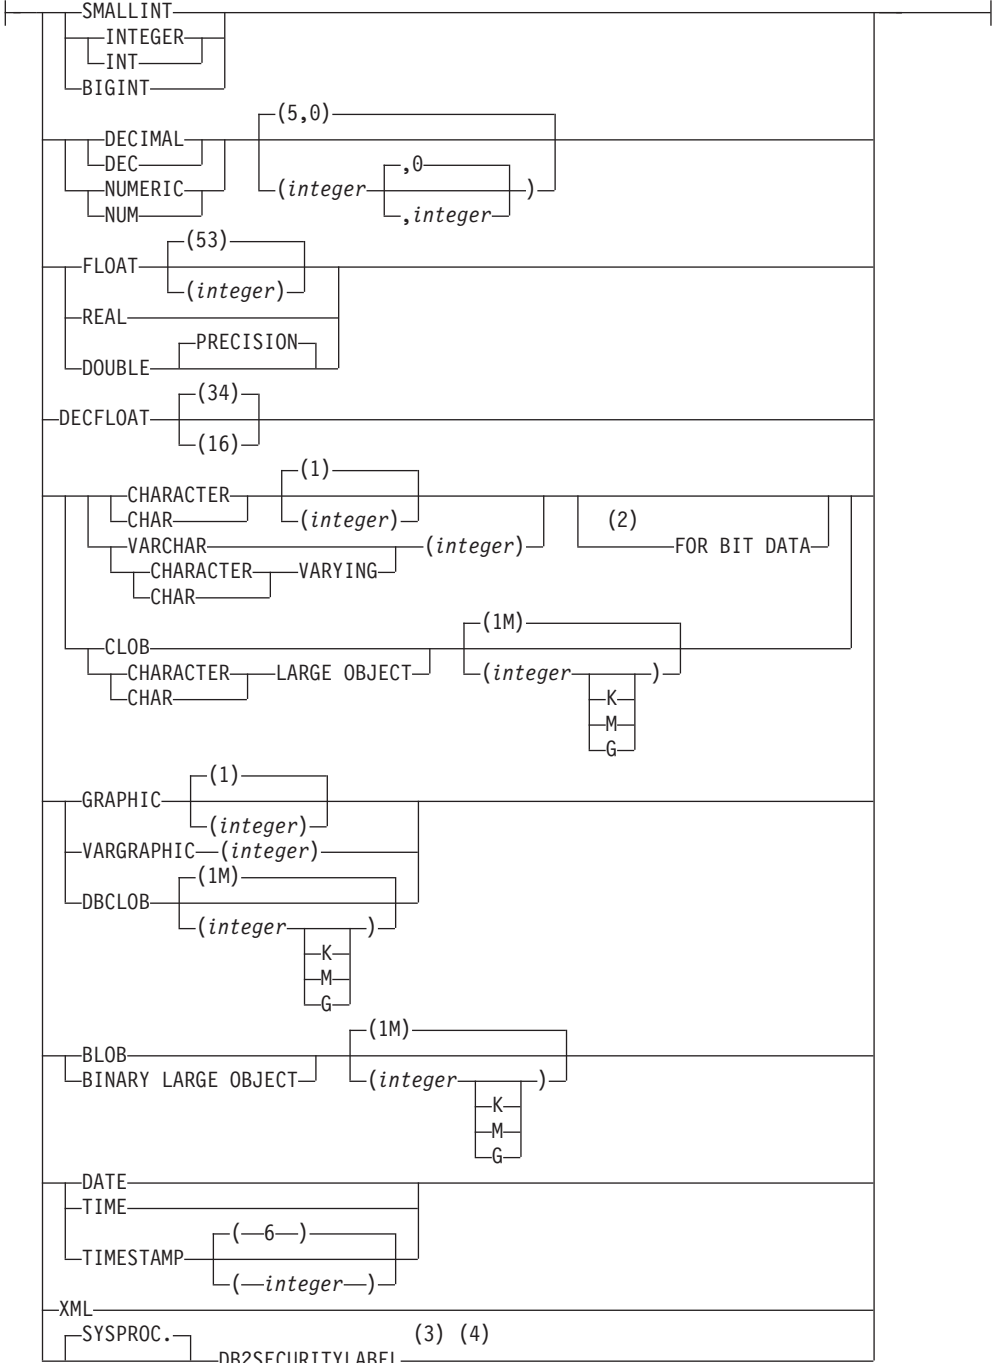 SMALLINT
INTEGER
INT
BIGINT
(5,0)
DECIMAL
DEC ,0
NUMERIC (integer )
NUM ,integer
(53)
FLOAT
(integer)
REAL
PRECISION
DOUBLE
(34)
DECFLOAT
(16)
(1)
CHARACTER
CHAR (integer) (2)
VARCHAR (integer) FOR BIT DATA
CHARACTER VARYING
CHAR
(1M)
CLOB
CHARACTER LARGE OBJECT (integer )
CHAR K
M
G
(1)
GRAPHIC
(integer)
VARGRAPHIC (integer)
(1M)
DBCLOB
(integer )
K
M
G
(1M)
BLOB
BINARY LARGE OBJECT (integer )
K
M
G
DATE
TIME
( 6 )
TIMESTAMP
( integer )
XML
SYSPROC. (3) (4)
DB2SECURITYLABEL